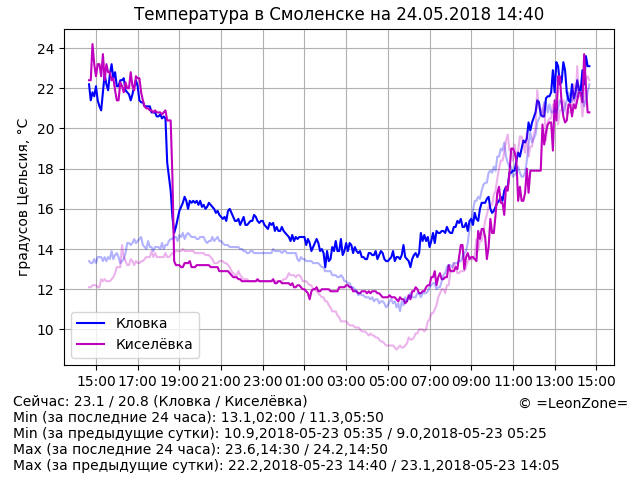 Температура в Смоленске на 24.05.2018 14:40
градусов Цельсия, °C
24
22
20
18
16
14
12
10
Кловка
Киселёвка
15:00 17:00 19:00 21:00 23:00 01:00 03:00 05:00 07:00 09:00 11:00 13:00 15:00
Сейчас: 23.1 / 20.8 (Кловка / Киселёвка)
© =LeonZone=
Min (за последние 24 часа): 13.1,02:00 / 11.3,05:50
Min (за предыдущие сутки): 10.9,2018-05-23 05:35 / 9.0,2018-05-23 05:25
Max (за последние 24 часа): 23.6,14:30 / 24.2,14:50
Max (за предыдущие сутки): 22.2,2018-05-23 14:40 / 23.1,2018-05-23 14:05